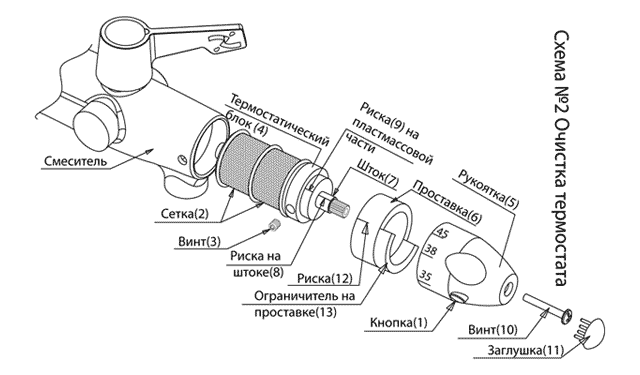 Схема №2 Очистка термостата
Смеситель
Термостатический
блок (4)
Риска(9) на
пластмассовой
части
Шток(7)
Проставка(6)
Рукоятка(5)
Сетка(2)
Винт(3)
Риска на
штоке(8)
Риска(12)
Ограничитель на
проставке(13)
Кнопка(1)
Винт(10)
Заглушка(11)
45
38
35